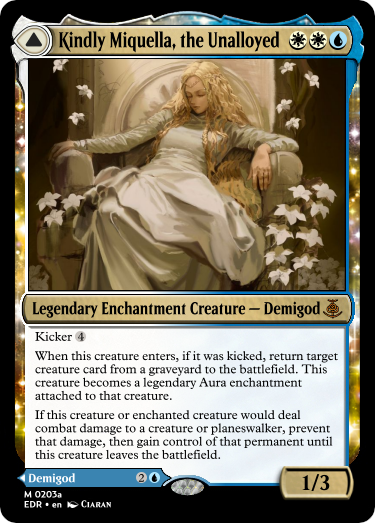 Kindly Miquella, the Unalloyed
Legendary Enchantment Creature — Demigod
Kicker 4
When this creature enters, if it was kicked, return target
creature card from a graveyard to the battlefield. This
creature becomes a legendary Aura enchantment
attached to that creature.
If this creature or enchanted creature would deal
combat damage to a creature or planeswalker, prevent
that damage, then gain control of that permanent until
this creature leaves the battlefield.
Demigod 2
1/3
M 0203a
EDR • en Ciaran